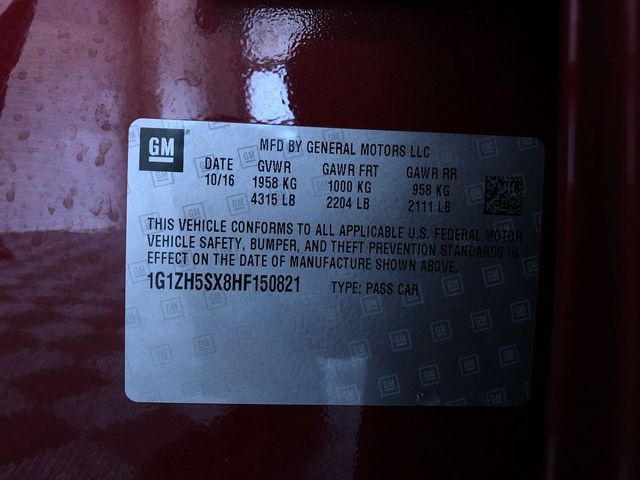 GM
MFD BY GENERAL MOTORS LLC
DATE GVWR GAWR FRT GAWR RR
10/16 1958 KG 1000 KG 958 KG
4315 LB 2204 LB 2111 LB
THIS VEHICLE CONFORMS TO ALL APPLICABLE U.S. FEDERAL MOTOR
VEHICLE SAFETY, BUMPER, AND THEFT PREVENTION STANDARDS IN
EFFECT ON THE DATE OF MANUFACTURE SHOWN ABOVE.
1G1ZH5SX8HF150821 TYPE: PASS CAR